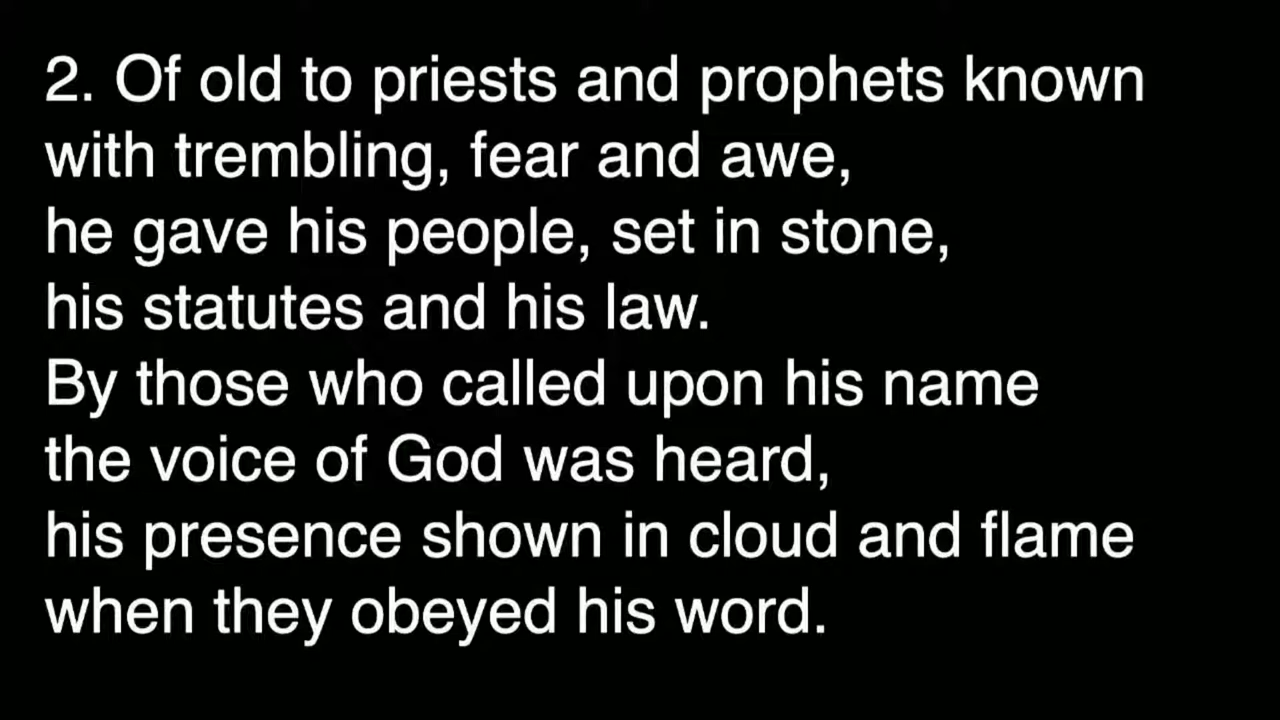 2. Of old to priests and prophets known
with trembling, fear and awe,
he gave his people, set in stone,
his statutes and his law.
By those who called upon his name
the voice of God was heard,
his presence shown in cloud and flame
when they obeyed his word.